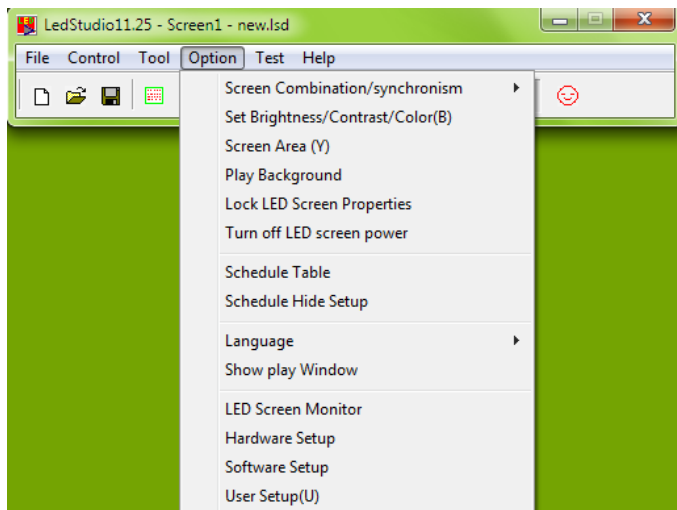 LedStudio11.25 - Screen1 - new.lsd
File Control Tool Option Test Help
Screen Combination/synchronism
Set Brightness/Contrast/Color(B)
Screen Area (Y)
Play Background
Lock LED Screen Properties
Turn off LED screen power
Schedule Table
Schedule Hide Setup
Language
Show play Window
LED Screen Monitor
Hardware Setup
Software Setup
User Setup(U)